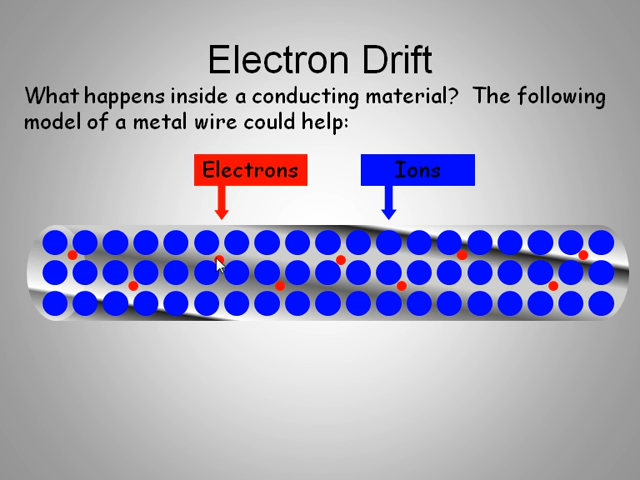 Electron Drift
What happens inside a conducting material?  The following
model of a metal wire could help:
Electrons
Ions